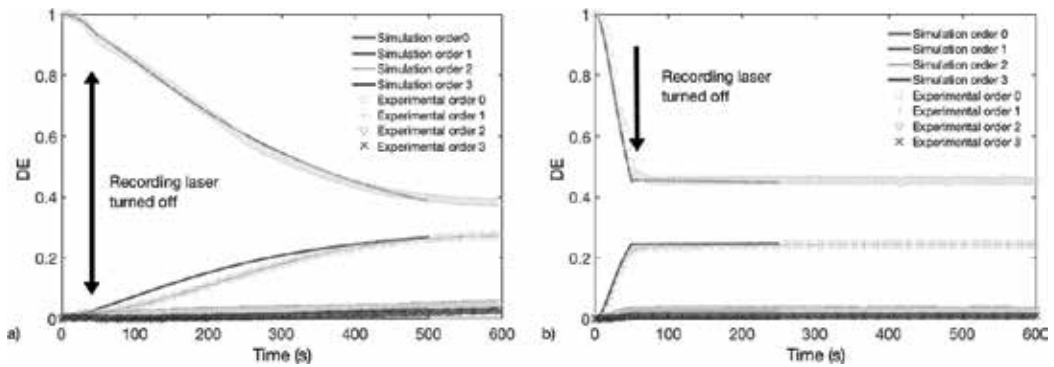 1
0.8
0.6
0.4
0.2
0
DE
Simulation order0
Simulation order 1
Simulation order 2
Simulation order 3
Experimental order 0
Experimental order 1
Experimental order 2
Experimental order 3
Recording laser
turned off
0 100 200 300 400 500 600
Time (s)
a)
1
0.8
0.6
0.4
0.2
0
DE
Simulation order 0
Simulation order 1
Simulation order 2
Simulation order 3
Experimental order 0
Experimental order 1
Experimental order 2
Experimental order 3
Recording laser
turned off
0 100 200 300 400 500 600
Time (s)
b)